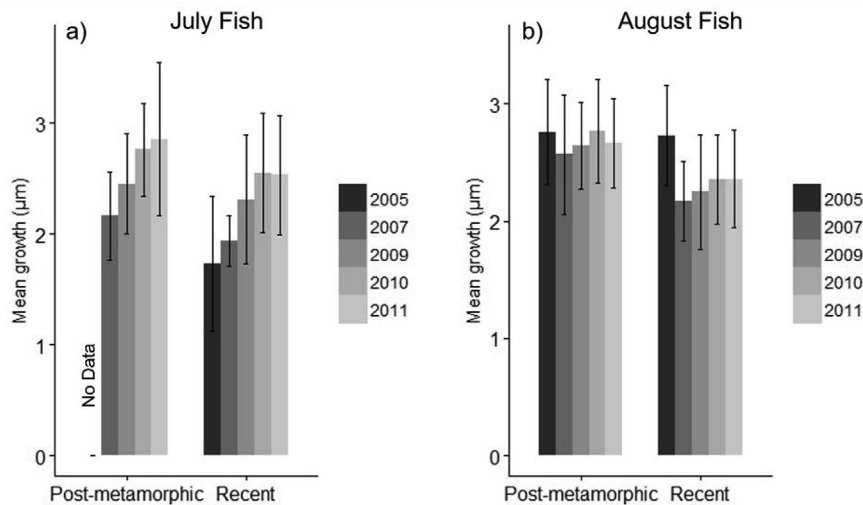 a)
July Fish
Mean growth (µm)
3
2
1
0
No Data
Post-metamorphic
Recent
2005
2007
2009
2010
2011
b)
August Fish
Mean growth (µm)
3
2
1
0
Post-metamorphic
Recent
2005
2007
2009
2010
2011